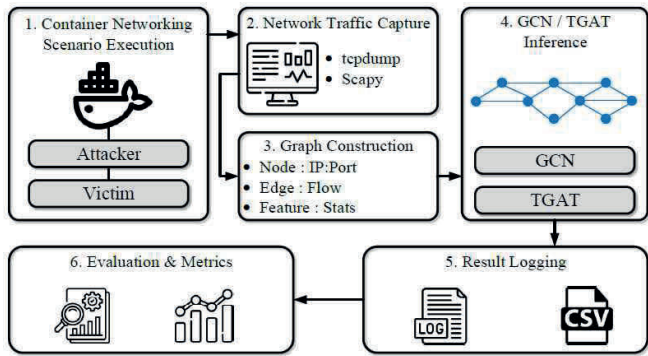 1. Container Networking
Scenario Execution
Attacker
Victim
2. Network Traffic Capture
• tcpdump
• Scapy
3. Graph Construction
• Node : IP:Port
• Edge : Flow
• Feature : Stats
4. GCN / TGAT
Inference
GCN
TGAT
5. Result Logging
LOG
CSV
6. Evaluation & Metrics